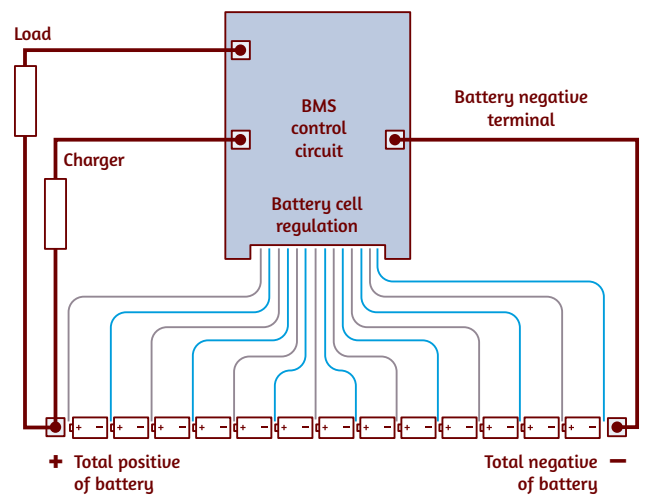 Load
BMS
control
circuit
Battery negative
terminal
Charger
Battery cell
regulation
+ - + - + - + - + - + - + - + - + - + - + - + - + -
+ Total positive
of battery
Total negative −
of battery